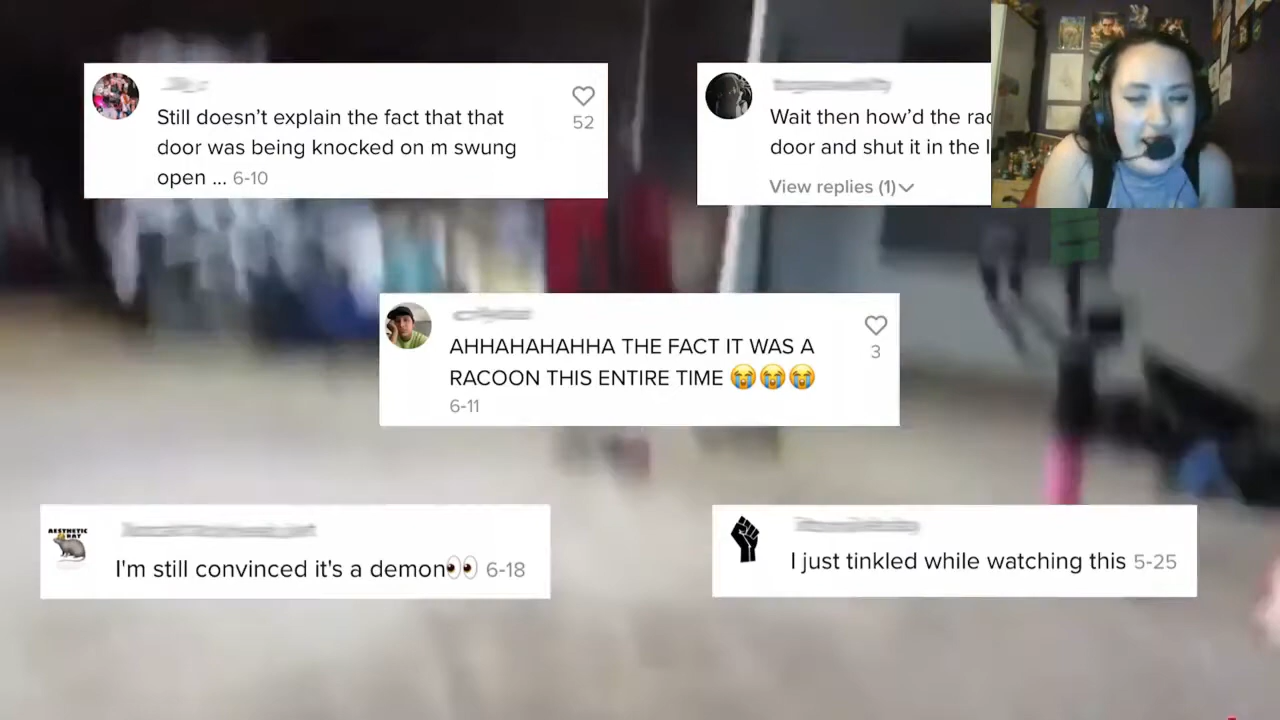 Still doesn’t explain the fact that that
door was being knocked on m swung
open ... 6-10
52
Wait then how’d the
door and shut it in the
View replies (1)
AHHAHAHAHHA THE FACT IT WAS A
RACOON THIS ENTIRE TIME 😭😭😭
6-11
3
AESTHETIC
RAT
I'm still convinced it's a demon👀 6-18
I just tinkled while watching this 5-25